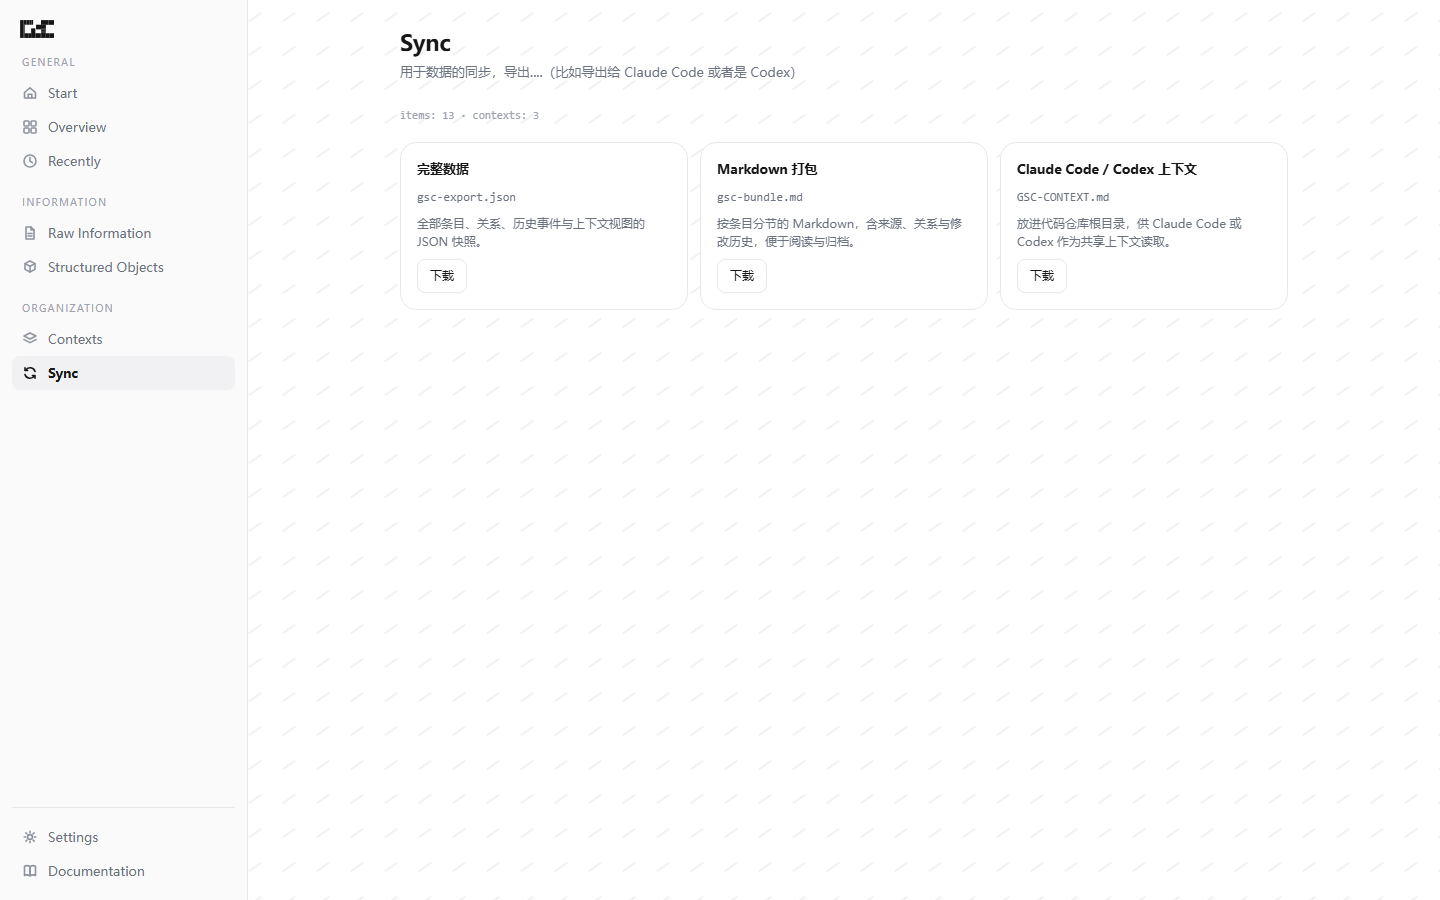 GSC
GENERAL
Start
Overview
Recently
INFORMATION
Raw Information
Structured Objects
ORGANIZATION
Contexts
Sync
Settings
Documentation
Sync
用于数据的同步，导出....（比如导出给 Claude Code 或者是 Codex）
items: 13 • contexts: 3
完整数据
gsc-export.json
全部条目、关系、历史事件与上下文视图的
JSON 快照。
下载
Markdown 打包
gsc-bundle.md
按条目分节的 Markdown，含来源、关系与修
改历史，便于阅读与归档。
下载
Claude Code / Codex 上下文
GSC-CONTEXT.md
放进代码仓库根目录，供 Claude Code 或
Codex 作为共享上下文读取。
下载